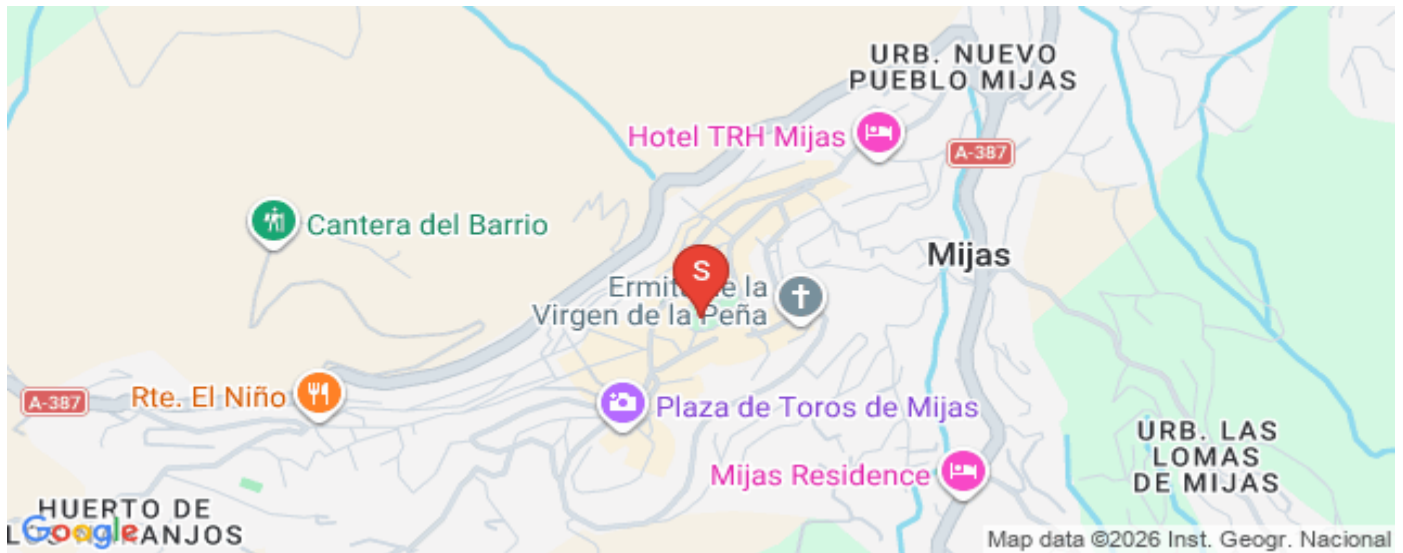 URB. NUEVO
PUEBLO MIJAS
Hotel TRH Mijas
A-387
Cantera del Barrio
Mijas
S
la
Virgen de la Peña
Rte. El Niño
A-387
Plaza de Toros de Mijas
URB. LAS
LOMAS
DE MIJAS
Mijas Residence
HUERTO DE
Google
Map data ©2026 Inst. Geogr. Nacional